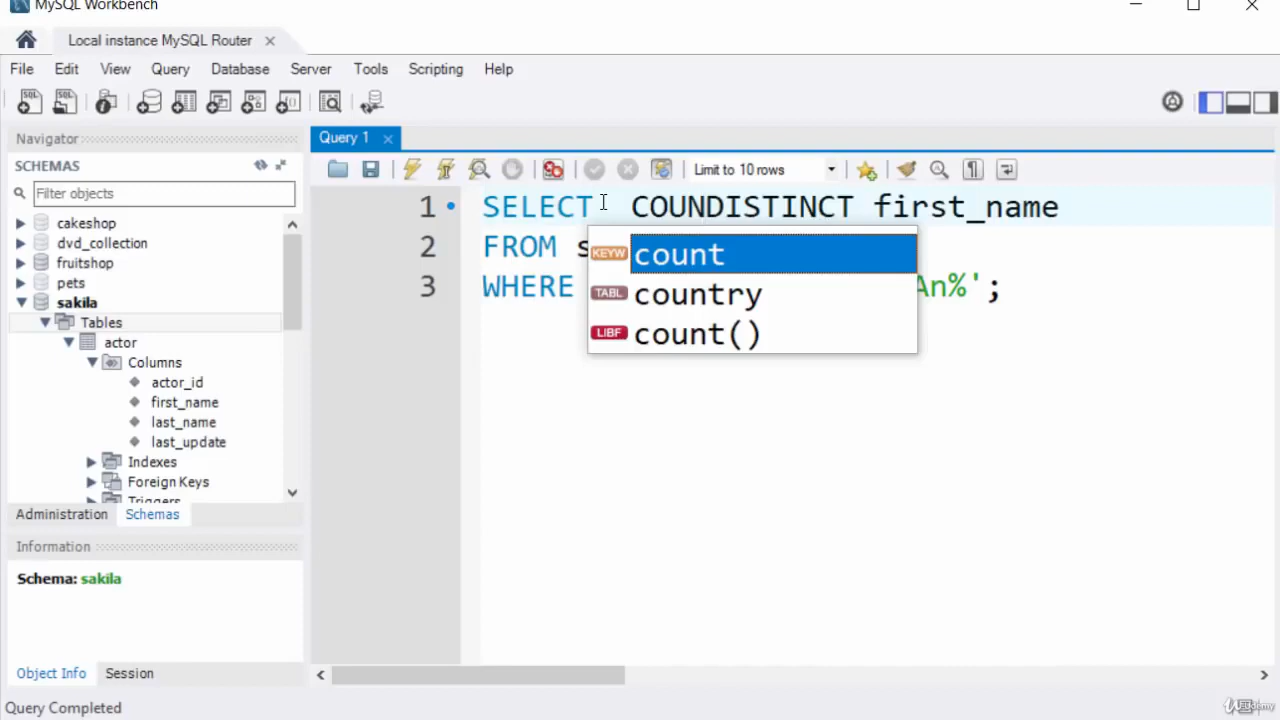 MySQL Workbench
Local instance MySQL Router
File Edit View Query Database Server Tools Scripting Help
Navigator
SCHEMAS
Filter objects
cakeshop
dvd_collection
fruitshop
pets
sakila
Tables
actor
Columns
actor_id
first_name
last_name
last_update
Indexes
Foreign Keys
Triggers
Administration Schemas
Information
Schema: sakila
Object Info Session
Query Completed
Query 1
Limit to 10 rows
1 SELECT COUNDISTINCT first_name
2 FROM s
3 WHERE An%';
KEYW count
TABL country
LIBF count()